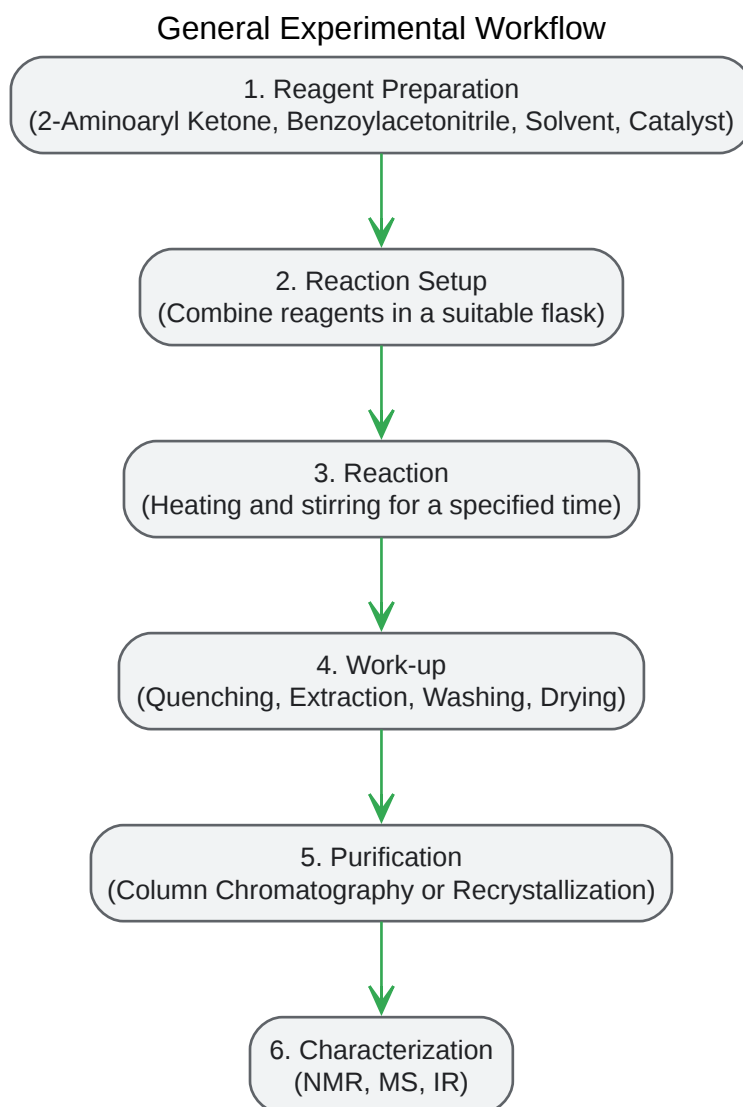 General Experimental Workflow
1. Reagent Preparation
(2-Aminoaryl Ketone, Benzoylacetonitrile, Solvent, Catalyst)
2. Reaction Setup
(Combine reagents in a suitable flask)
3. Reaction
(Heating and stirring for a specified time)
4. Work-up
(Quenching, Extraction, Washing, Drying)
5. Purification
(Column Chromatography or Recrystallization)
6. Characterization
(NMR, MS, IR)